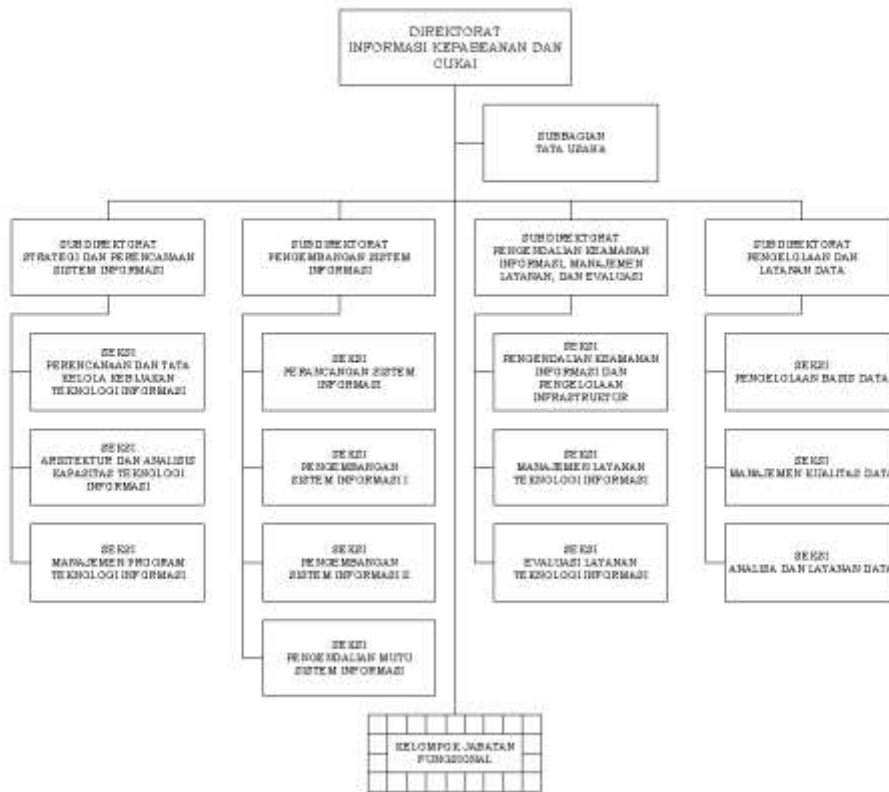 DIREKTORAT
INFORMASI KEPABEANAN DAN
CUKAI
SUBBAGIAN
TATA USAHA
SUBDIREKTORAT
STRATEGI DAN PERENCANAAN
SISTEM INFORMASI
SUBDIREKTORAT
PENGEMBANGAN SISTEM
INFORMASI
SUBDIREKTORAT
PENGENDALIAN KEAMANAN
INFORMASI, MANAJEMEN
LAYANAN, DAN EVALUASI
SUBDIREKTORAT
PENGELOLAAN DAN
LAYANAN DATA
SEKSI
PERENCANAAN DAN TATA
KELOLA KEBIJAKAN
TEKNOLOGI INFORMASI
SEKSI
PERANCANGAN SISTEM
INFORMASI
SEKSI
PENGENDALIAN KEAMANAN
INFORMASI DAN
PENGELOLAAN
INFRASTRUKTUR
SEKSI
PENGELOLAAN BASIS DATA
SEKSI
ARSITEKTUR DAN ANALISIS
KAPASITAS TEKNOLOGI
INFORMASI
SEKSI
PENGEMBANGAN
SISTEM INFORMASI I
SEKSI
MANAJEMEN LAYANAN
TEKNOLOGI INFORMASI
SEKSI
MANAJEMEN KUALITAS DATA
SEKSI
MANAJEMEN PROGRAM
TEKNOLOGI INFORMASI
SEKSI
PENGEMBANGAN
SISTEM INFORMASI II
SEKSI
EVALUASI LAYANAN
TEKNOLOGI INFORMASI
SEKSI
ANALISA DAN LAYANAN DATA
SEKSI
PENGENDALIAN MUTU
SISTEM INFORMASI
KELOMPOK JABATAN
FUNGSIONAL